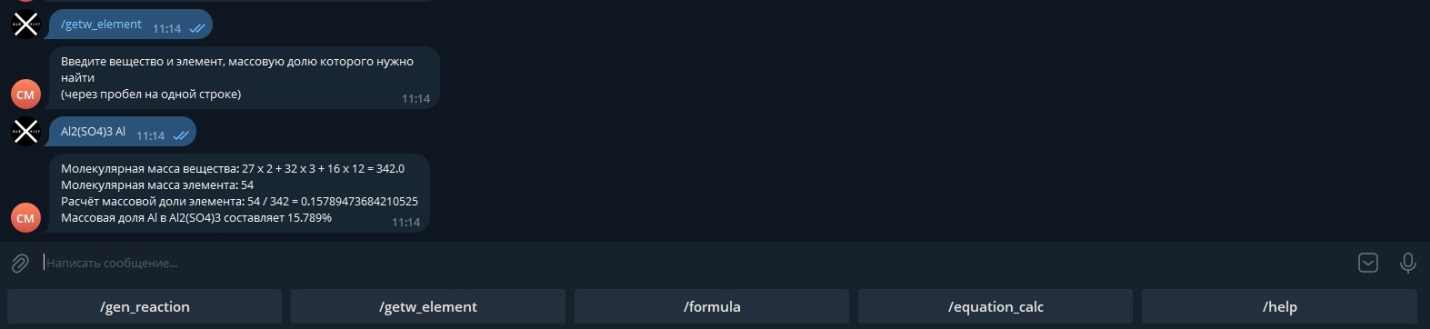 /getw_element 11:14
Введите вещество и элемент, массовую долю которого нужно
найти
(через пробел на одной строке) 11:14
СМ
Al2(SO4)3 Al 11:14
Молекулярная масса вещества: 27 x 2 + 32 x 3 + 16 x 12 = 342.0
Молекулярная масса элемента: 54
Расчёт массовой доли элемента: 54 / 342 = 0.15789473684210525
Массовая доля Al в Al2(SO4)3 составляет 15.789%
СМ
11:14
Написать сообщение...
/gen_reaction /getw_element /formula /equation_calc /help